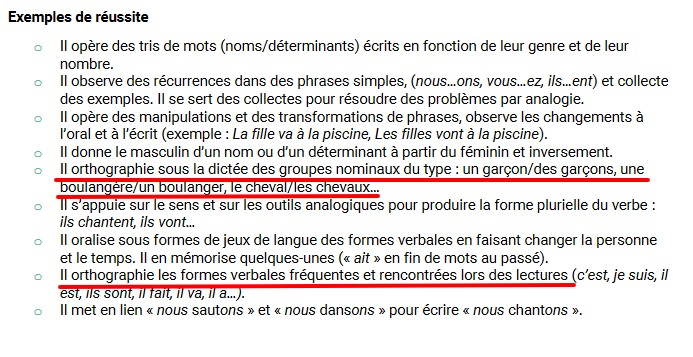 Exemples de réussite
o Il opère des tris de mots (noms/déterminants) écrits en fonction de leur genre et de leur
nombre.
o Il observe des récurrences dans des phrases simples, (nous…ons, vous…ez, ils…ent) et collecte
des exemples. Il se sert des collectes pour résoudre des problèmes par analogie.
o Il opère des manipulations et des transformations de phrases, observe les changements à
l’oral et à l’écrit (exemple : La fille va à la piscine, Les filles vont à la piscine).
o Il donne le masculin d’un nom ou d’un déterminant à partir du féminin et inversement.
o Il orthographie sous la dictée des groupes nominaux du type : un garçon/des garçons, une
boulangère/un boulanger, le cheval/les chevaux…
o Il s’appuie sur le sens et sur les outils analogiques pour produire la forme plurielle du verbe :
ils chantent, ils vont…
o Il oralise sous formes de jeux de langue des formes verbales en faisant changer la personne
et le temps. Il en mémorise quelques-unes (« ait » en fin de mots au passé).
o Il orthographie les formes verbales fréquentes et rencontrées lors des lectures (c’est, je suis, il
est, ils sont, il fait, il va, il a…).
o Il met en lien « nous sautons » et « nous dansons » pour écrire « nous chantons ».